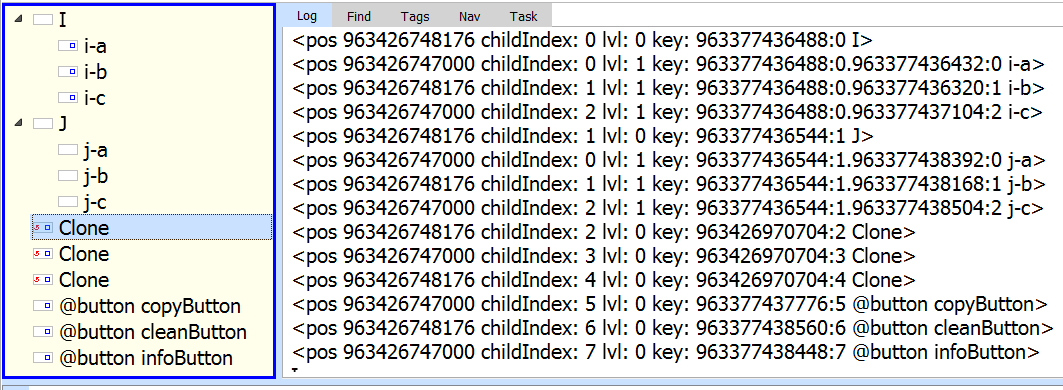 I
i-a
i-b
i-c
J
j-a
j-b
j-c
Clone
Clone
Clone
@button copyButton
@button cleanButton
@button infoButton
Log Find Tags Nav Task
<pos 963426748176 childIndex: 0 lvl: 0 key: 963377436488:0 I>
<pos 963426747000 childIndex: 0 lvl: 1 key: 963377436488:0.963377436432:0 i-a>
<pos 963426748176 childIndex: 1 lvl: 1 key: 963377436488:0.963377436320:1 i-b>
<pos 963426747000 childIndex: 2 lvl: 1 key: 963377436488:0.963377437104:2 i-c>
<pos 963426748176 childIndex: 1 lvl: 0 key: 963377436544:1 J>
<pos 963426747000 childIndex: 0 lvl: 1 key: 963377436544:1.963377438392:0 j-a>
<pos 963426748176 childIndex: 1 lvl: 1 key: 963377436544:1.963377438168:1 j-b>
<pos 963426747000 childIndex: 2 lvl: 1 key: 963377436544:1.963377438504:2 j-c>
<pos 963426748176 childIndex: 2 lvl: 0 key: 963426970704:2 Clone>
<pos 963426747000 childIndex: 3 lvl: 0 key: 963426970704:3 Clone>
<pos 963426748176 childIndex: 4 lvl: 0 key: 963426970704:4 Clone>
<pos 963426747000 childIndex: 5 lvl: 0 key: 963377437776:5 @button copyButton>
<pos 963426748176 childIndex: 6 lvl: 0 key: 963377438560:6 @button cleanButton>
<pos 963426747000 childIndex: 7 lvl: 0 key: 963377438448:7 @button infoButton>